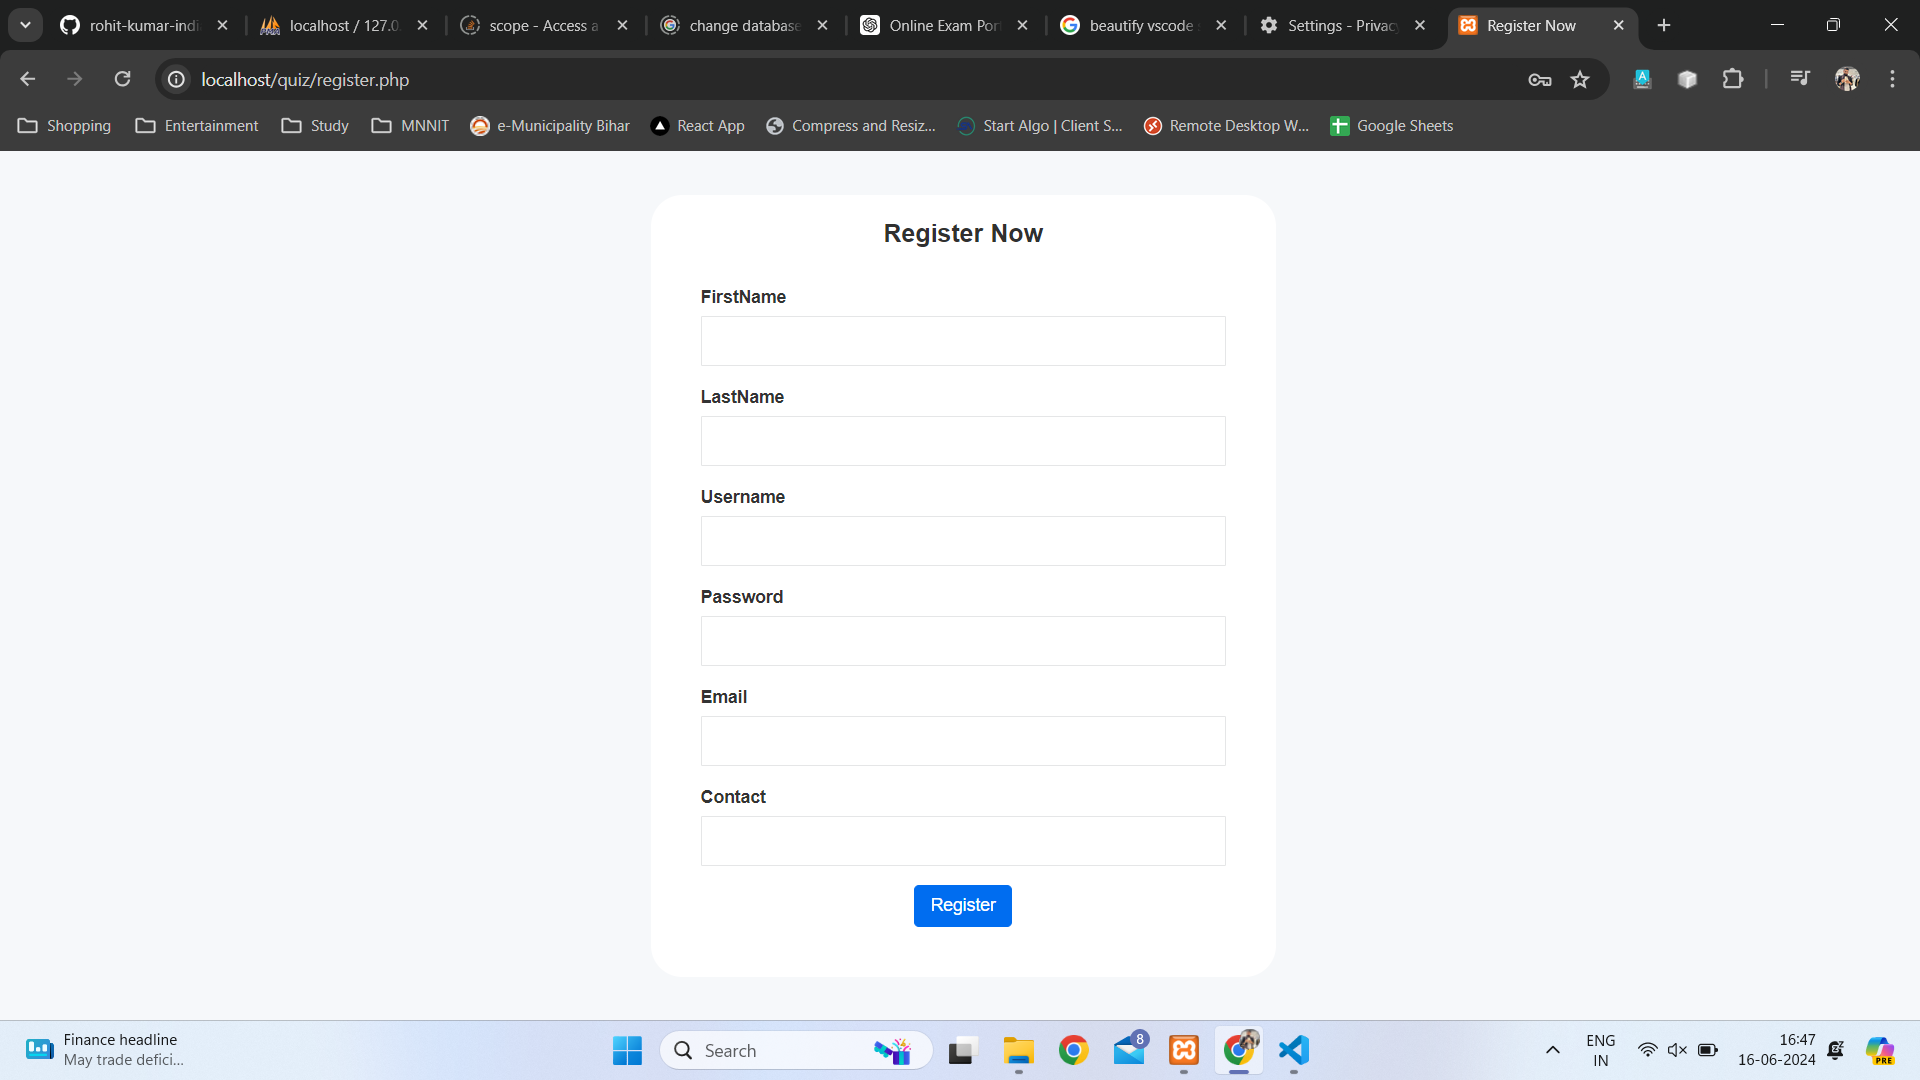 rohit-kumar-indi
localhost / 127.0.
scope - Access a
change database
Online Exam Por
beautify vscode
Settings - Privac
Register Now
localhost/quiz/register.php
Shopping
Entertainment
Study
MNNIT
e-Municipality Bihar
React App
Compress and Resiz...
Start Algo | Client S...
Remote Desktop W...
Google Sheets
Register Now
FirstName
LastName
Username
Password
Email
Contact
Register
Finance headline
May trade defici...
Search
8
ENG
IN
16:47
16-06-2024
PRE